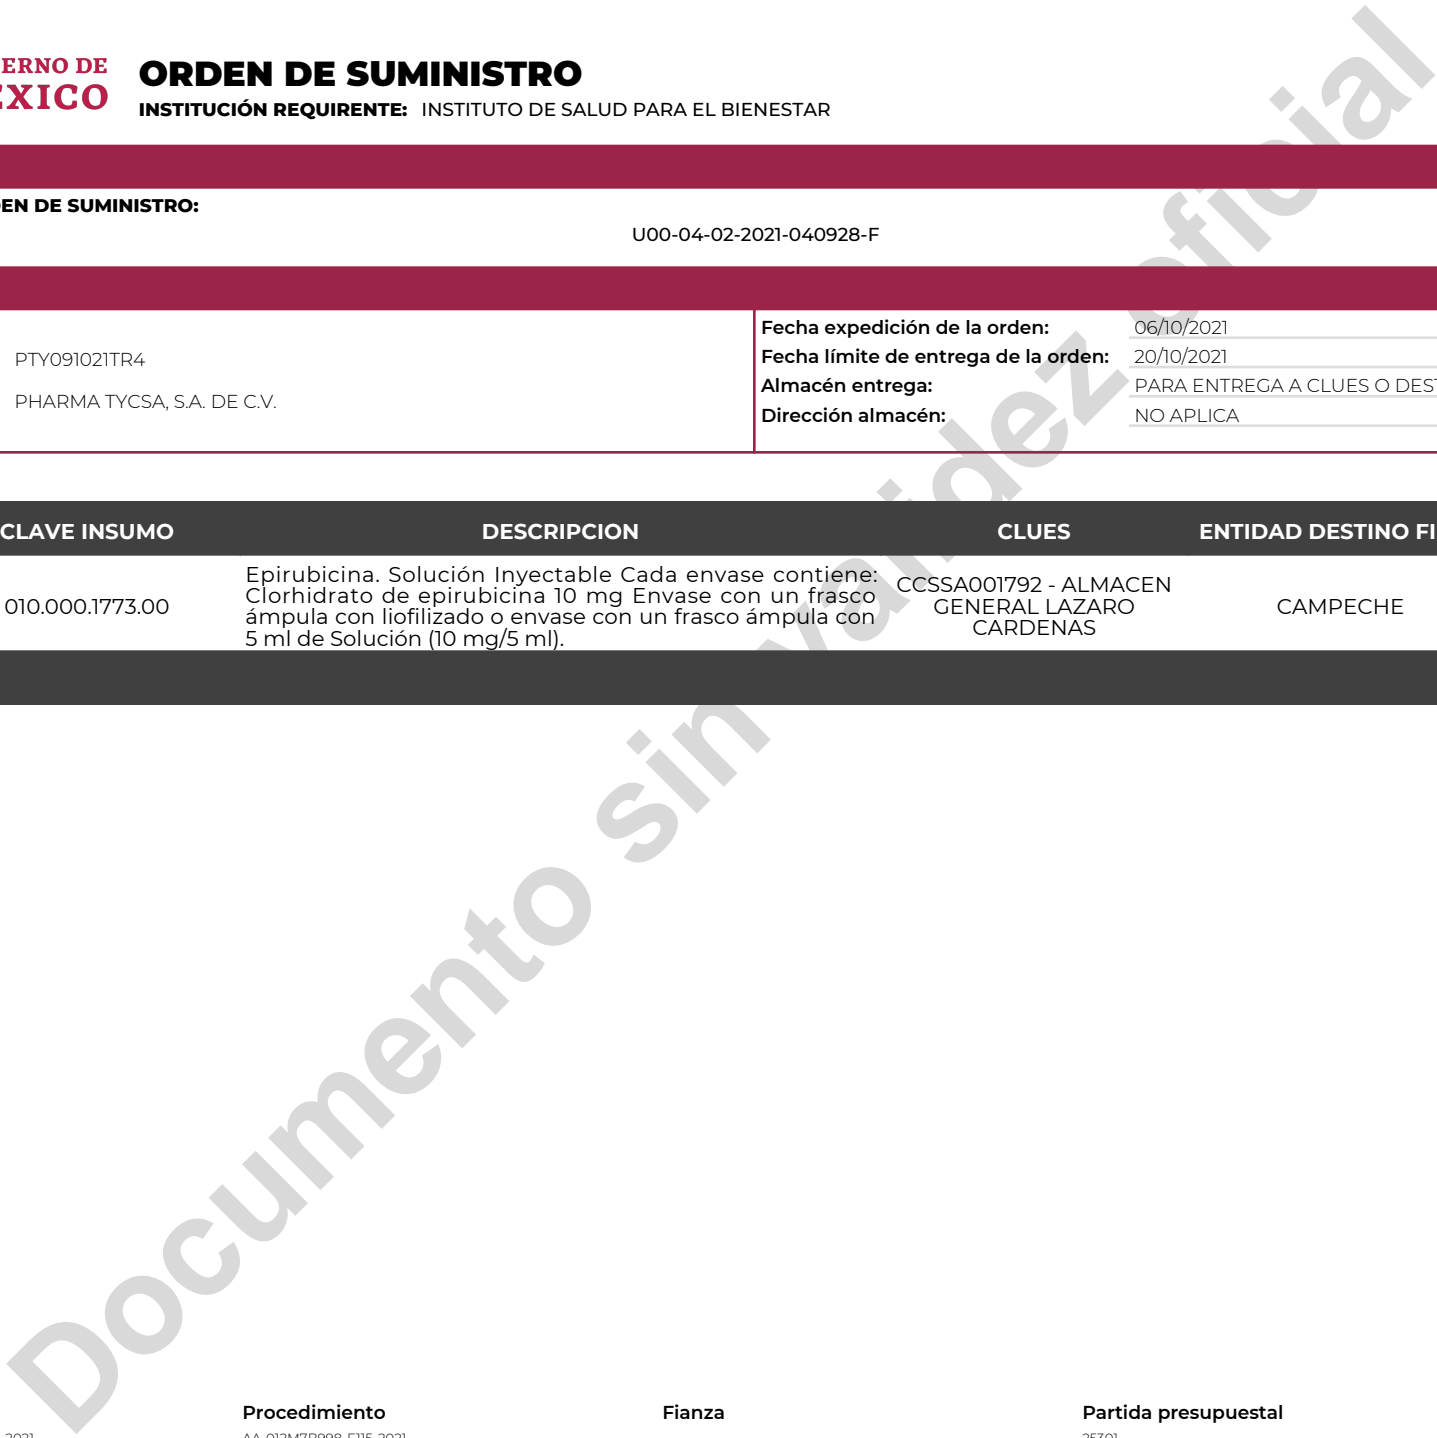 ERNO DE
EXICO
ORDEN DE SUMINISTRO
INSTITUCIÓN REQUIRENTE: INSTITUTO DE SALUD PARA EL BIENESTAR
EN DE SUMINISTRO:
U00-04-02-2021-040928-F
PTY091021TR4
PHARMA TYCSA, S.A. DE C.V.
Fecha expedición de la orden: 06/10/2021
Fecha límite de entrega de la orden: 20/10/2021
Almacén entrega: PARA ENTREGA A CLUES O DEST
Dirección almacén: NO APLICA
CLAVE INSUMO DESCRIPCION CLUES ENTIDAD DESTINO FI
010.000.1773.00
Epirubicina. Solución Inyectable Cada envase contiene:
Clorhidrato de epirubicina 10 mg Envase con un frasco
ámpula con liofilizado o envase con un frasco ámpula con
5 ml de Solución (10 mg/5 ml).
CCSSA001792 - ALMACEN
GENERAL LAZARO
CARDENAS
CAMPECHE
Documento sin validez oficial
Procedimiento Fianza Partida presupuestal